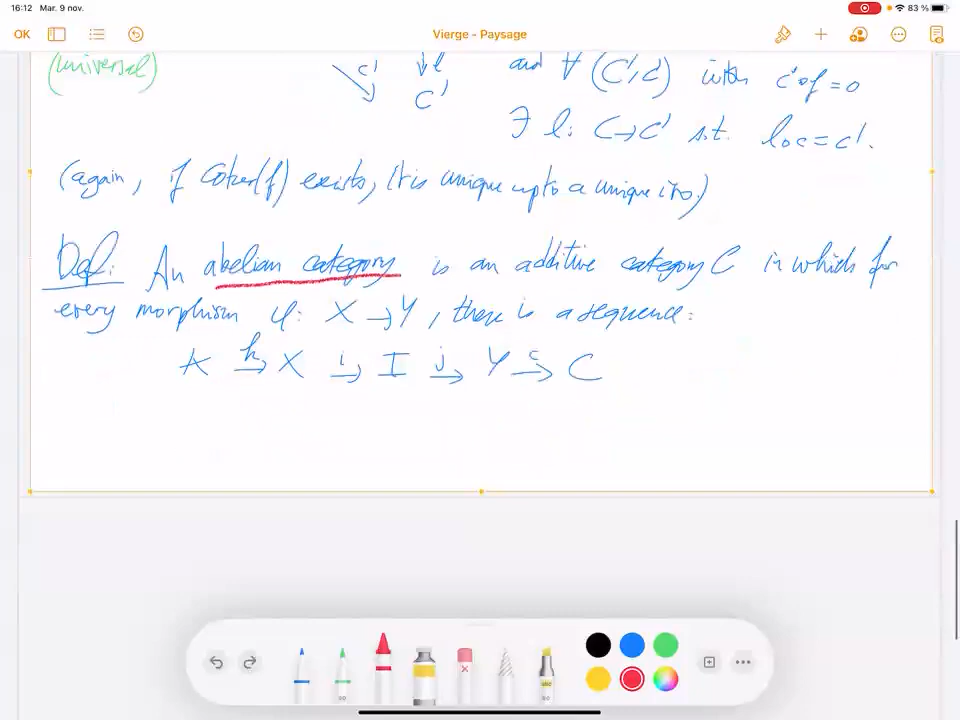 16:12 Mar. 9 nov. 83 %
OK Vierge - Paysage
(universal) c' ↓l and ∀ (C', c') with c'∘f = 0
C'
∃ l: C → C' s.t. l∘c = c'.
(again, if Coker(f) exists, it is unique up to a unique iso)
Def: An abelian category is an additive category C in which for
every morphism φ: X → Y, there is a sequence:
K —k→ X —i→ I —j→ Y —c→ C